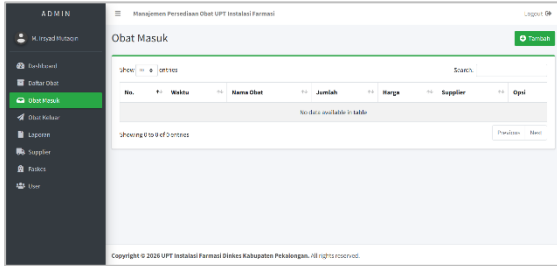 ADMIN
Manajemen Persediaan Obat UPT Instalasi Farmasi
Logout
M. Irsyad Mutaqin
Obat Masuk
Tambah
Dashboard
Daftar Obat
Obat Masuk
Obat Keluar
Laporan
Supplier
Faskes
User
Show entries
Search:
No. Waktu Nama Obat Jumlah Harga Supplier Opsi
No data available in table
Showing 0 to 0 of 0 entries
Previous Next
Copyright © 2026 UPT Instalasi Farmasi Dinkes Kabupaten Pekalongan. All rights reserved.